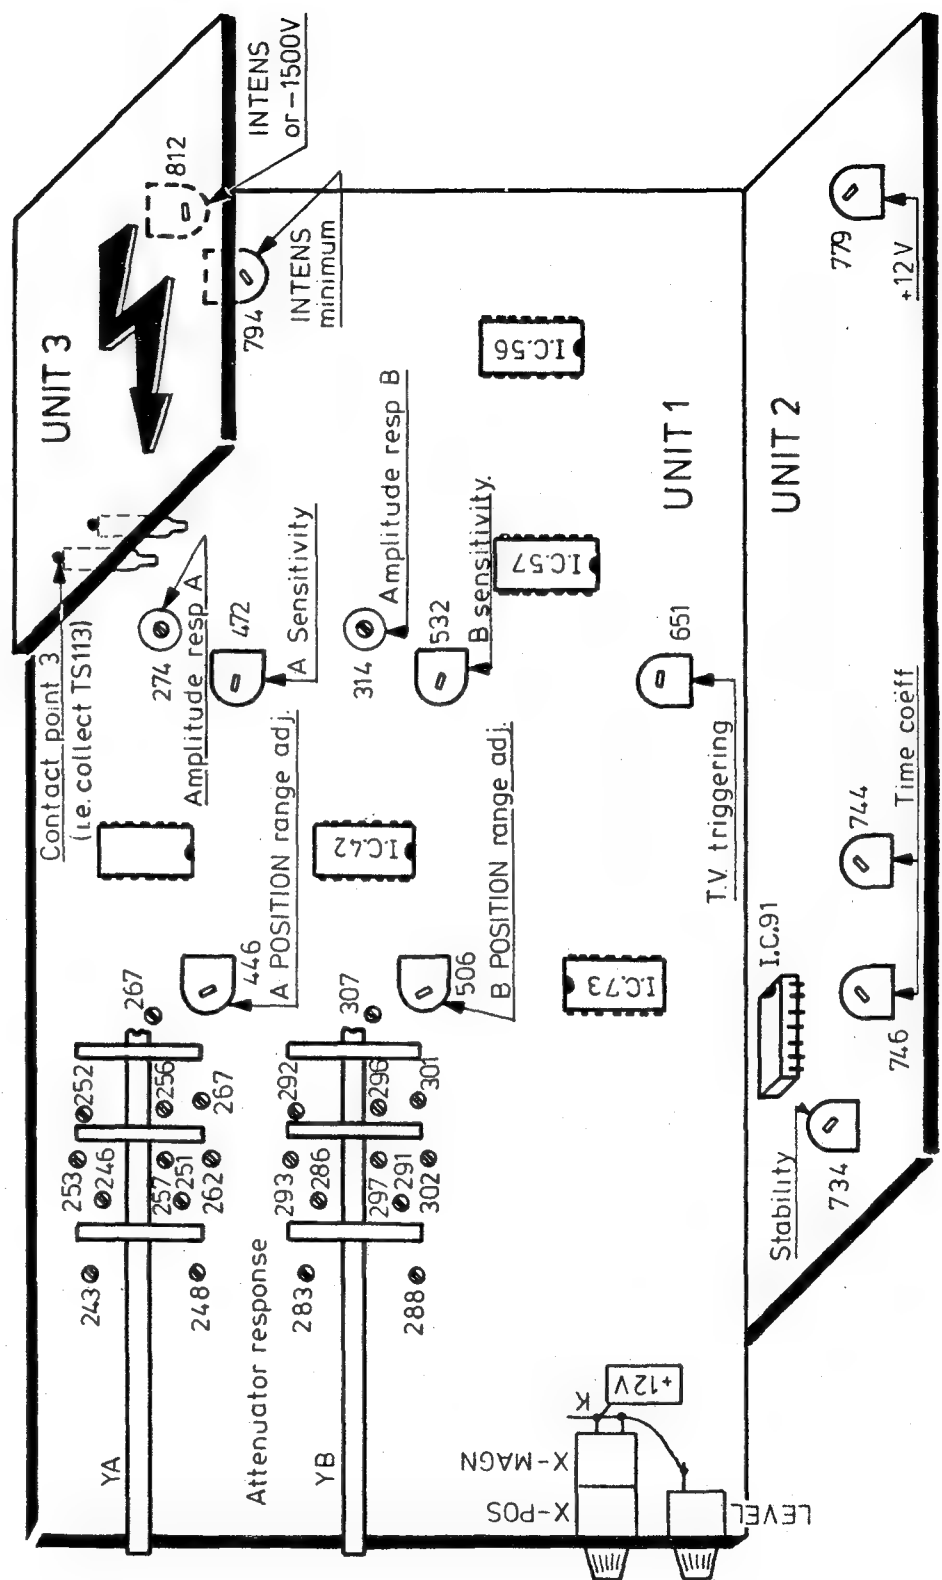 UNIT 3
INTENS
or -1500V
812
INTENS
minimum
794
Contact point 3
(i.e. collect TS113)
274
Amplitude resp A
472
A Sensitivity
314
Amplitude resp B
532
B sensitivity.
I.C.56
I.C.57
UNIT 1
651
T.V. triggering
I.C.42
446
A POSITION range adj.
506
B POSITION range adj.
I.C.73
267
252
256
267
253
246
257
251
262
243
248
YA
Attenuator response
307
292
296
301
293
286
297
291
302
283
288
YB
K
+12V
X-MAGN
X-POS
LEVEL
UNIT 2
779
+12V
744
Time coëff
746
I.C.91
Stability
734